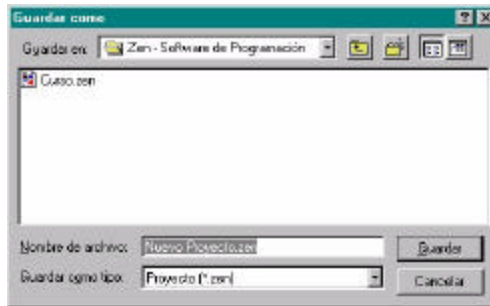 Guardar como
Guardar en: Zen - Software de Programación
Curso.zen
Nombre de archivo: Nuevo Proyecto.zen Guardar
Guardar como tipo: Proyecto (*.zen) Cancelar